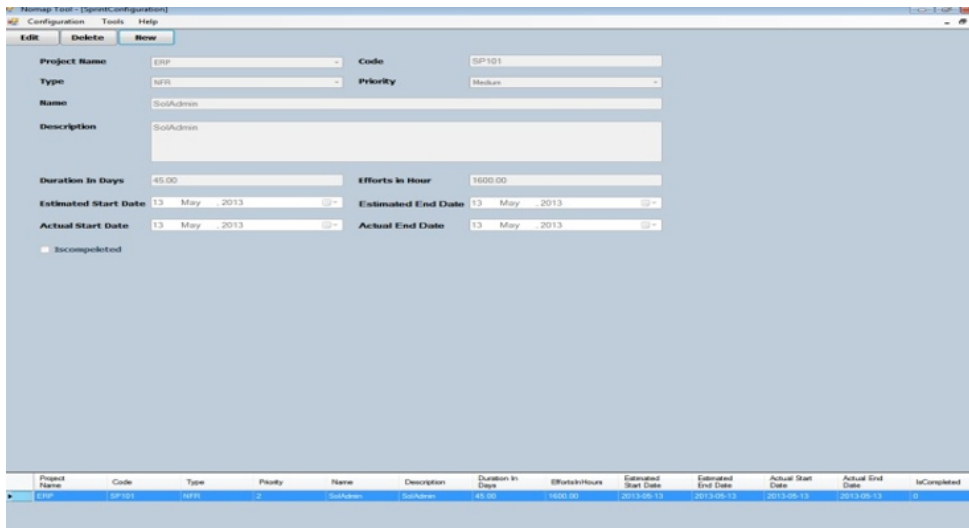 Nomap Tool - [SprintConfiguration]
Configuration Tools Help
Edit Delete New
Project Name ERP Code SP101
Type NFR Priority Medium
Name SolAdmin
Description SolAdmin
Duration In Days 45.00 Efforts in Hour 1600.00
Estimated Start Date 13 May , 2013 Estimated End Date 13 May , 2013
Actual Start Date 13 May , 2013 Actual End Date 13 May , 2013
Iscompeleted
Project Name Code Type Priority Name Description Duration In Days EffortsInHours Estimated Start Date Estimated End Date Actual Start Date Actual End Date IsCompleted
ERP SP101 NFR 2 SolAdmin SolAdmin 45.00 1600.00 2013-05-13 2013-05-13 2013-05-13 2013-05-13 0